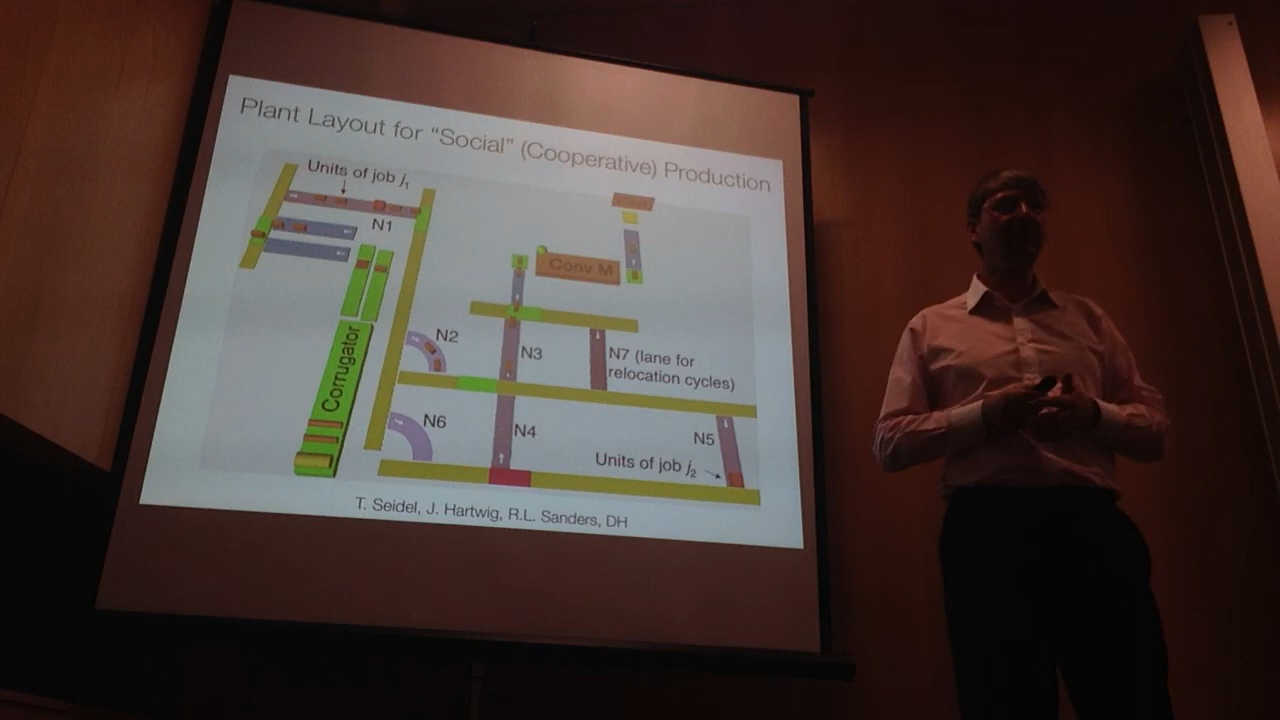 Plant Layout for “Social” (Cooperative) Production
Units of job j1
N1
Conv M
Corrugator
N2
N3
N7 (lane for
relocation cycles)
N6
N4
N5
Units of job j2
T. Seidel, J. Hartwig, R.L. Sanders, DH